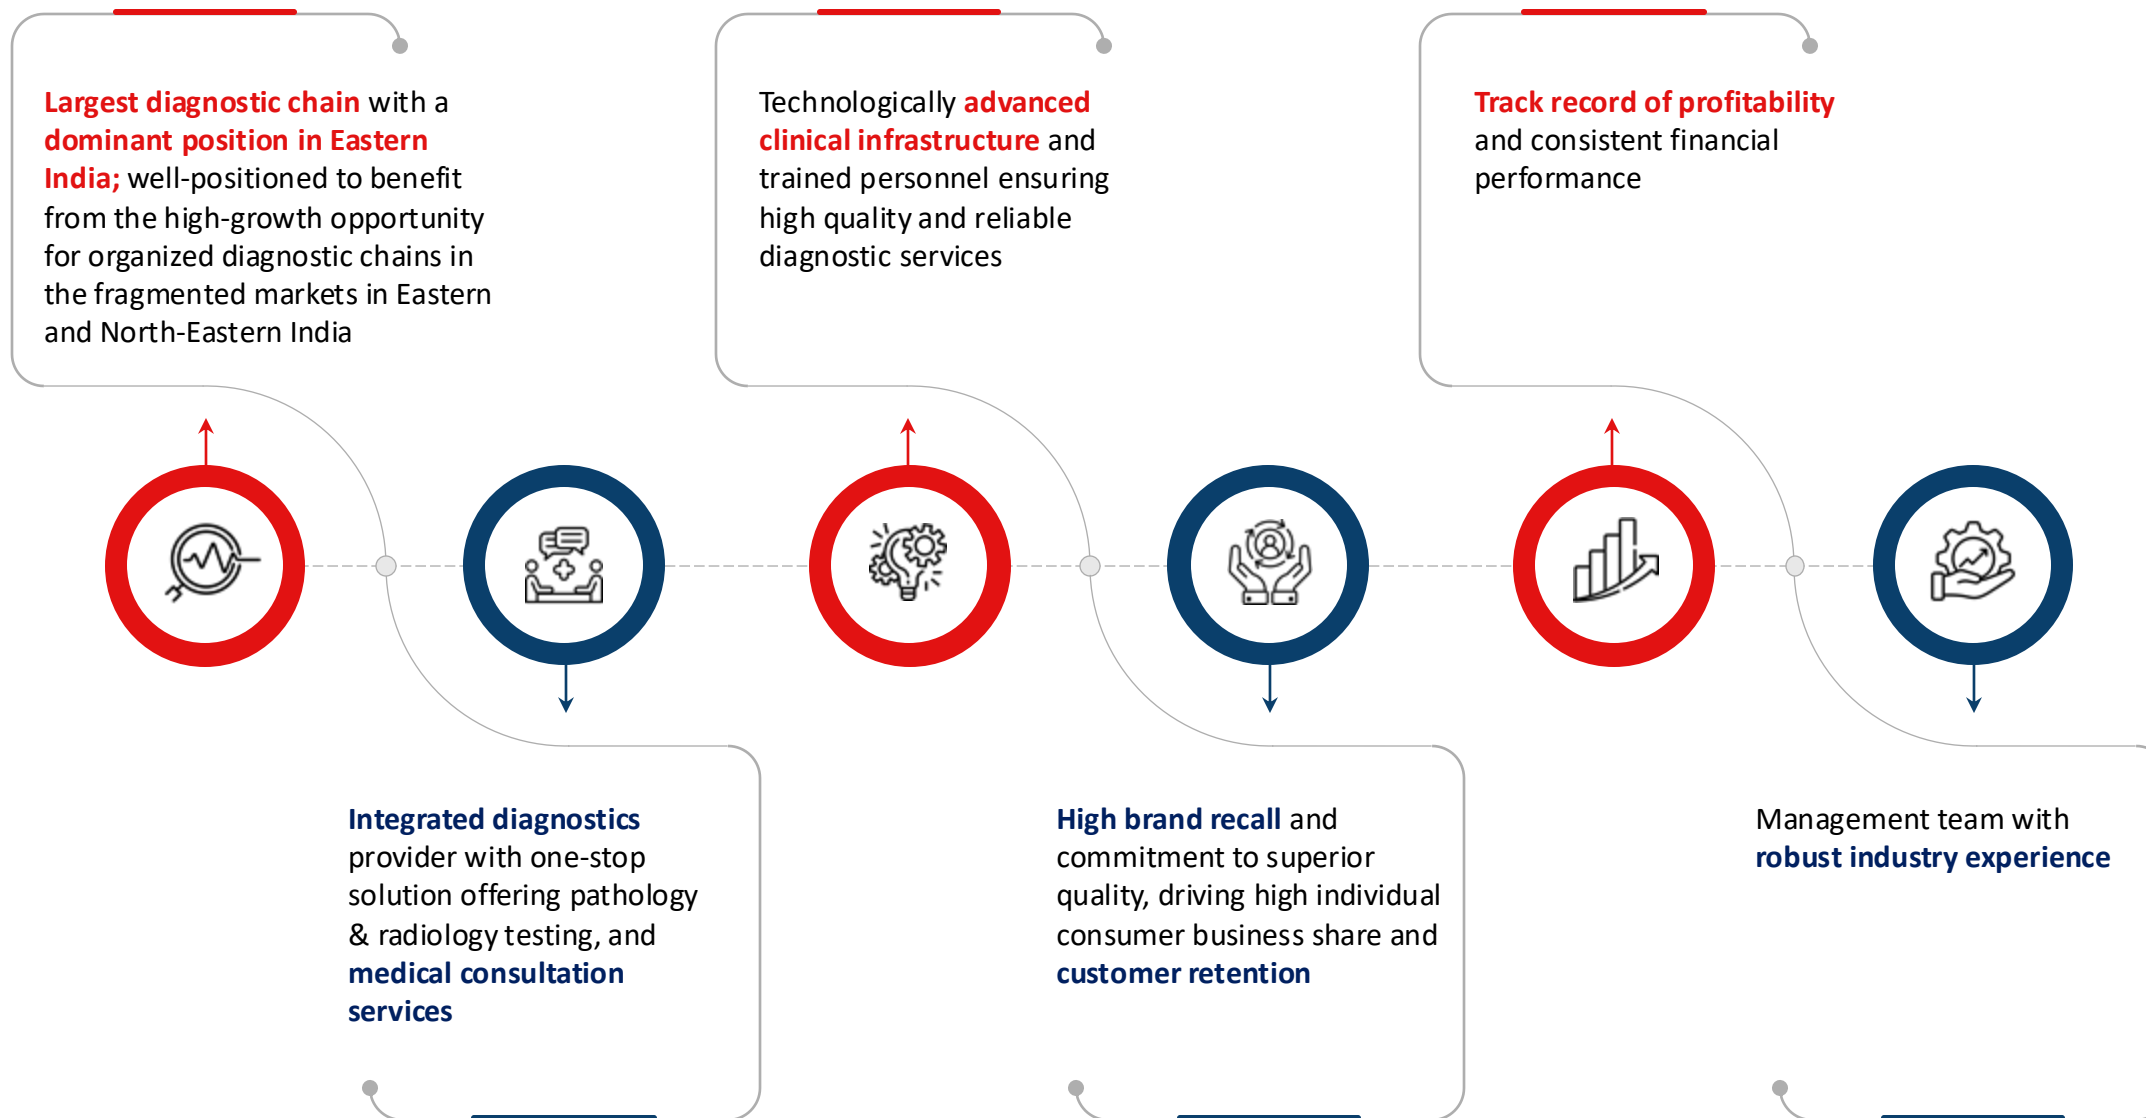 Largest diagnostic chain with a
dominant position in Eastern
India; well-positioned to benefit
from the high-growth opportunity
for organized diagnostic chains in
the fragmented markets in Eastern
and North-Eastern India
Integrated diagnostics
provider with one-stop
solution offering pathology
& radiology testing, and
medical consultation
services
Technologically advanced
clinical infrastructure and
trained personnel ensuring
high quality and reliable
diagnostic services
High brand recall and
commitment to superior
quality, driving high individual
consumer business share and
customer retention
Track record of profitability
and consistent financial
performance
Management team with
robust industry experience